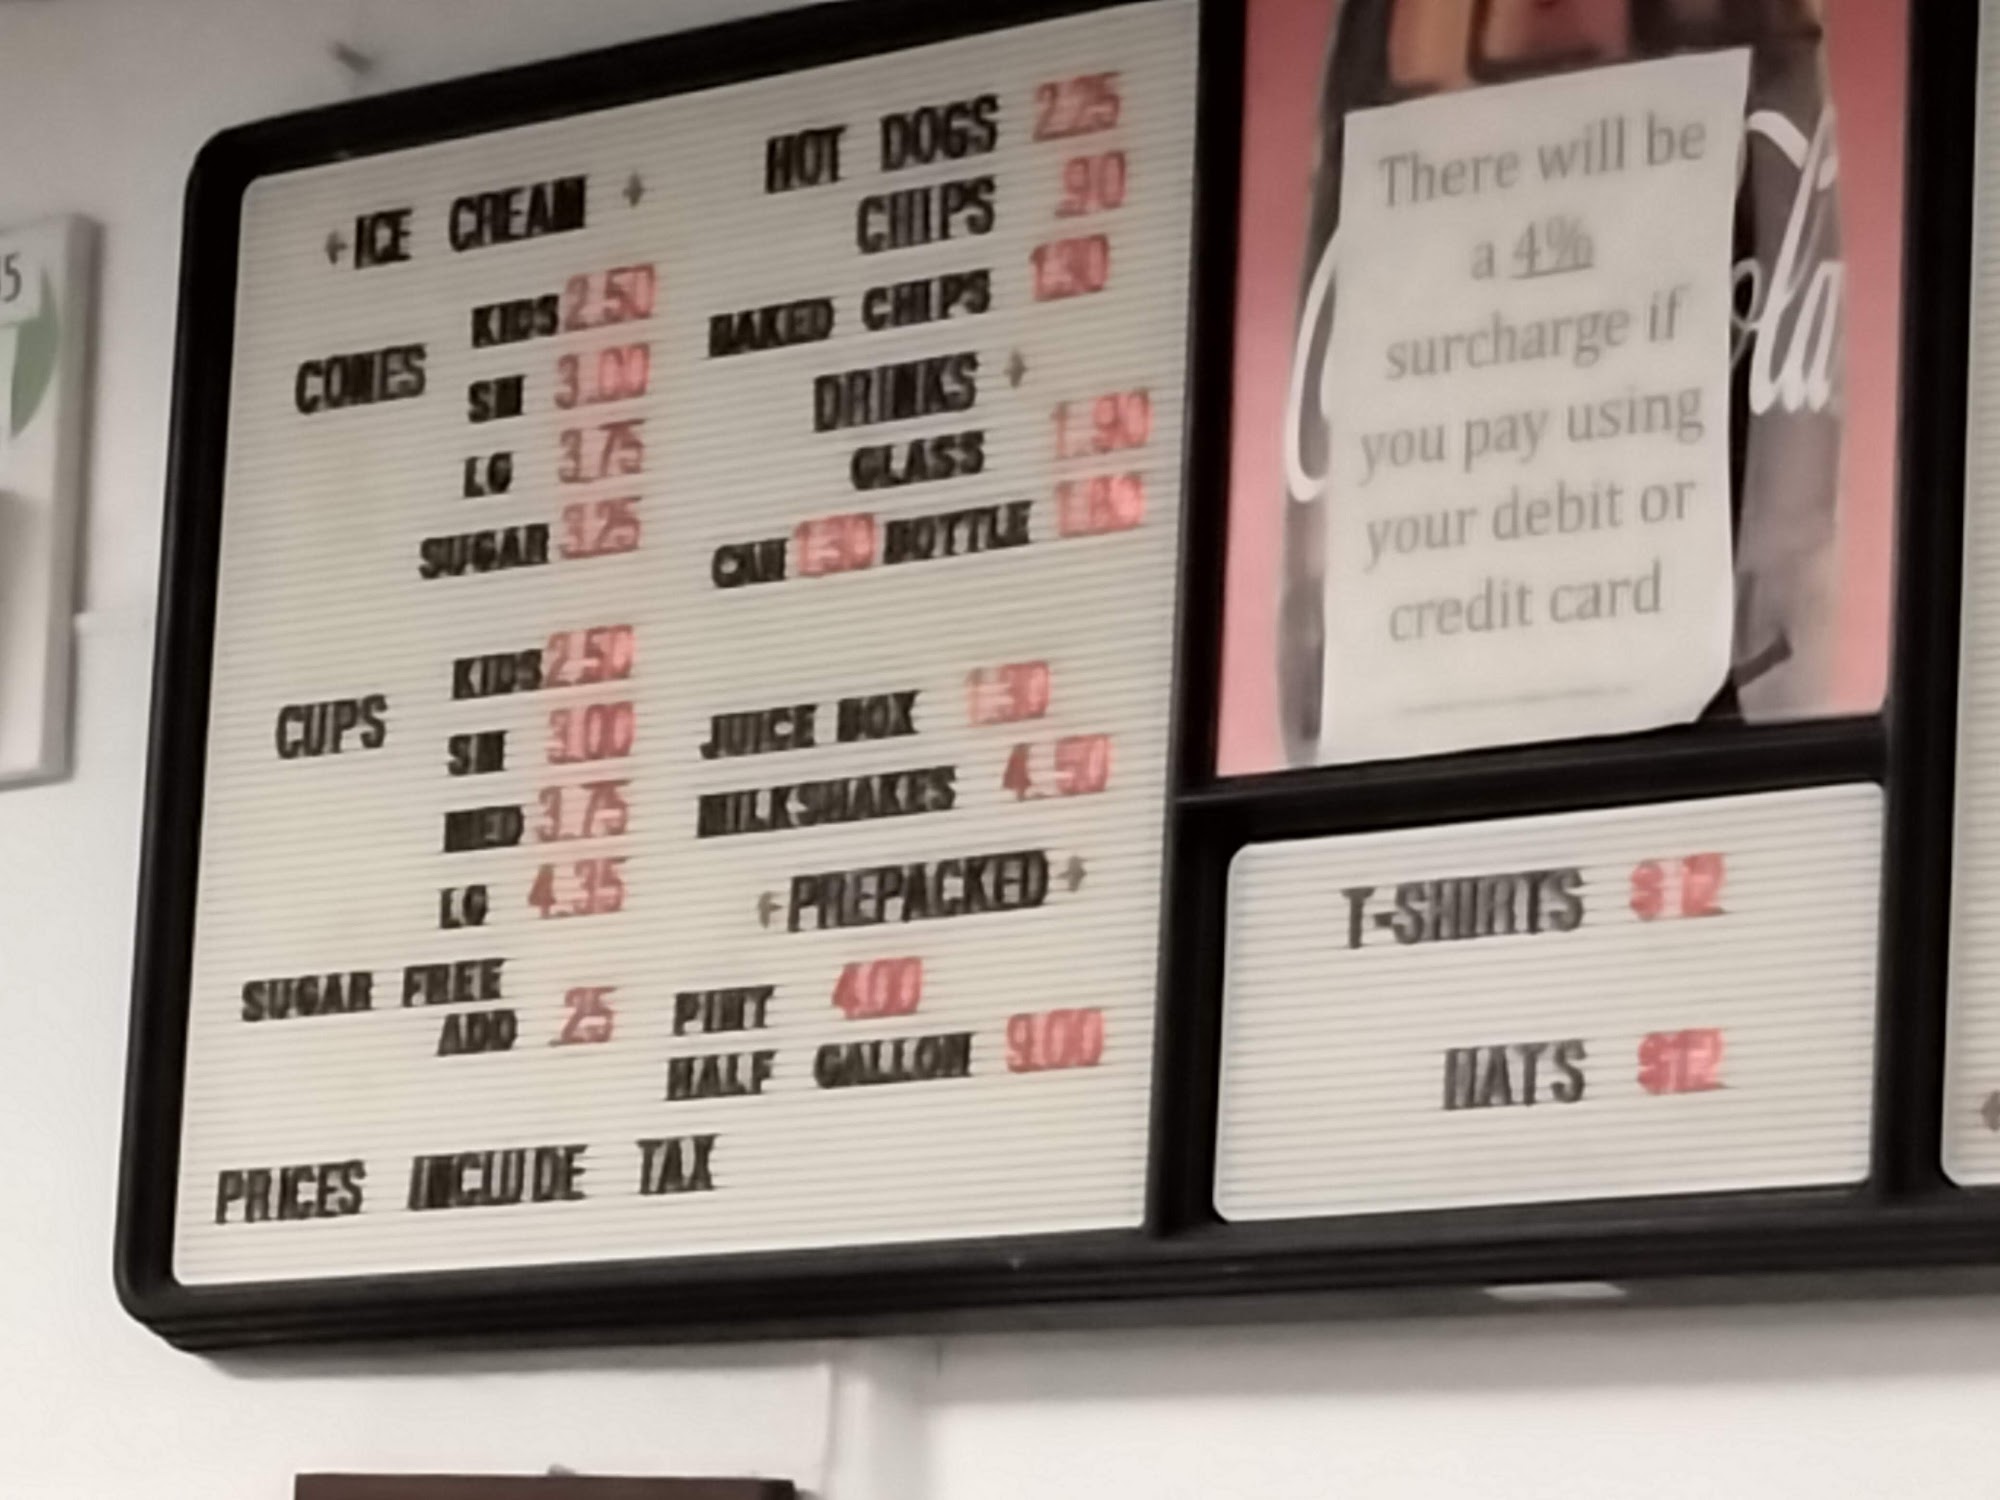 ICE CREAM
CONES
KIDS 2.50
SM 3.00
LG 3.75
SUGAR 3.25
CUPS
KIDS 2.50
SM 3.00
MED 3.75
LG 4.35
SUGAR FREE
ADD .25
HOT DOGS 2.25
CHIPS .90
BAKED CHIPS 1.30
DRINKS
GLASS 1.90
CAN 1.30 BOTTLE
JUICE BOX 1.30
MILKSHAKES 4.50
PREPACKED
PINT 4.00
HALF GALLON 9.00
PRICES INCLUDE TAX
There will be
a 4%
surcharge if
you pay using
your debit or
credit card
T-SHIRTS $12
HATS $12